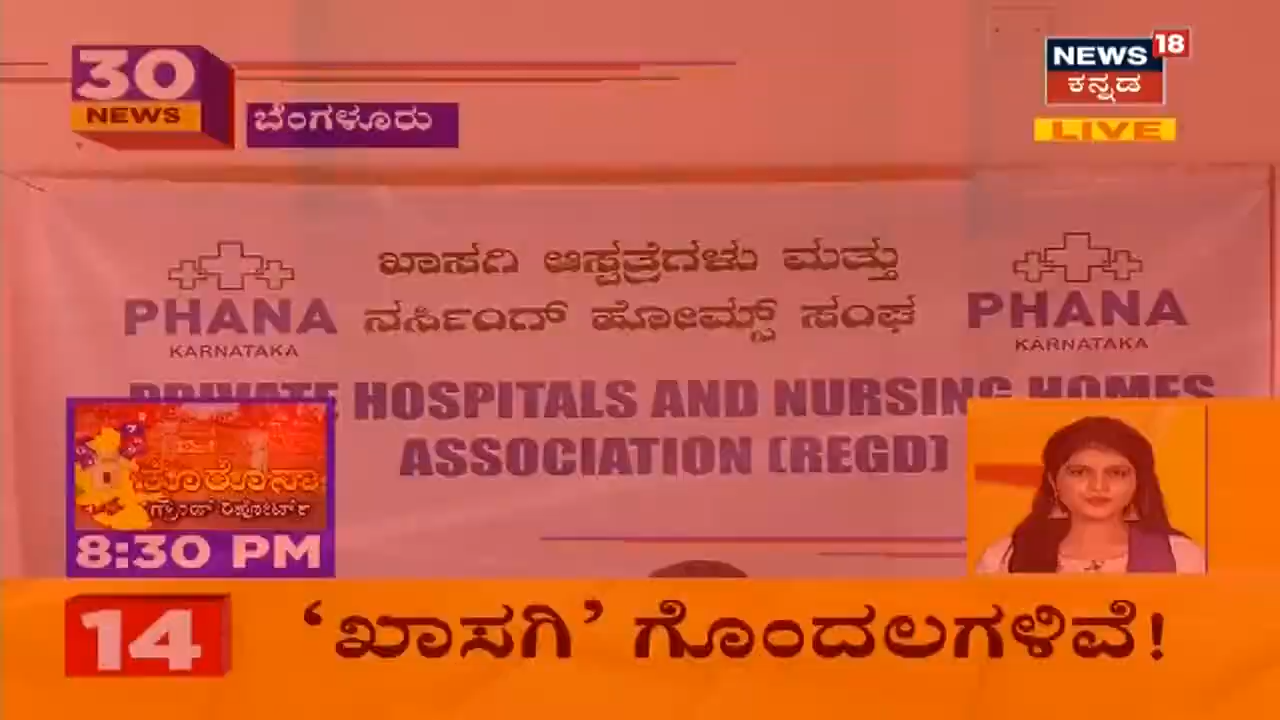 30
NEWS
ಬೆಂಗಳೂರು
NEWS 18
ಕನ್ನಡ
LIVE
PHANA
KARNATAKA
ಖಾಸಗಿ ಆಸ್ಪತ್ರೆಗಳು ಮತ್ತು
ನರ್ಸಿಂಗ್ ಹೋಮ್ಸ್ ಸಂಘ
PHANA
KARNATAKA
PRIVATE HOSPITALS AND NURSING HOMES
ASSOCIATION (REGD)
ಕೊರೊನಾ
ಗ್ರೌಂಡ್ ರಿಪೋರ್ಟ್
8:30 PM
14
‘ಖಾಸಗಿ’ ಗೊಂದಲಗಳಿವೆ!